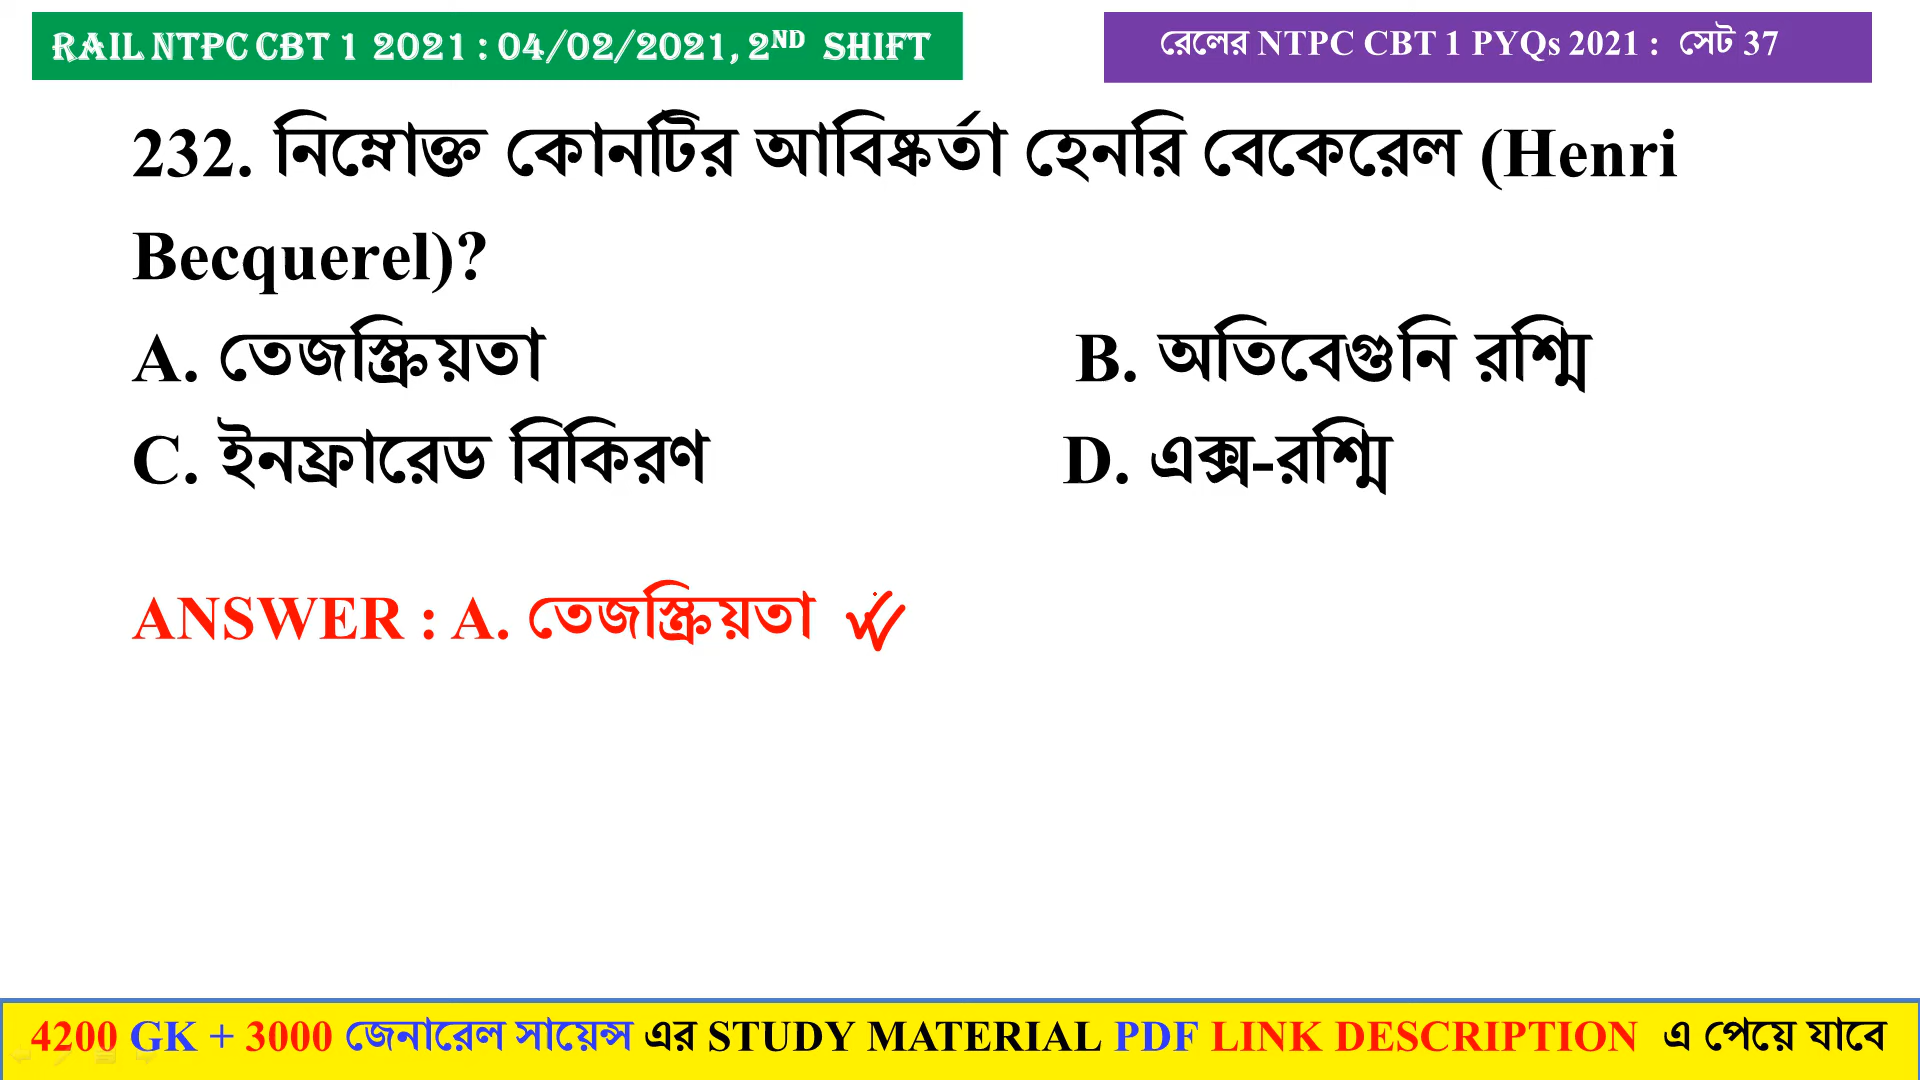 RAIL NTPC CBT 1 2021 : 04/02/2021, 2ND SHIFT
রেলের NTPC CBT 1 PYQs 2021 : সেট 37
232. নিম্নোক্ত কোনটির আবিষ্কর্তা হেনরি বেকেরেল (Henri
Becquerel)?
A. তেজস্ক্রিয়তা B. অতিবেগুনি রশ্মি
C. ইনফ্রারেড বিকিরণ D. এক্স-রশ্মি
ANSWER : A. তেজস্ক্রিয়তা
4200 GK + 3000 জেনারেল সায়েন্স এর STUDY MATERIAL PDF LINK DESCRIPTION এ পেয়ে যাবে